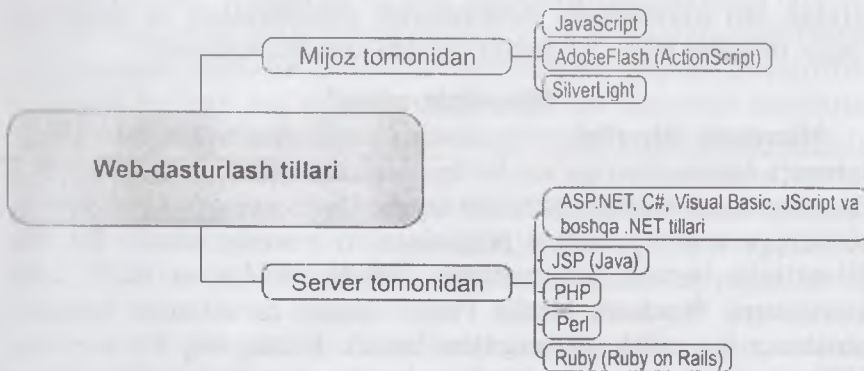 Web-dasturlash tillari
Mijoz tomonidan
JavaScript
AdobeFlash (ActionScript)
SilverLight
Server tomonidan
ASP.NET, C#, Visual Basic, JScript va
boshqa .NET tillari
JSP (Java)
PHP
Perl
Ruby (Ruby on Rails)